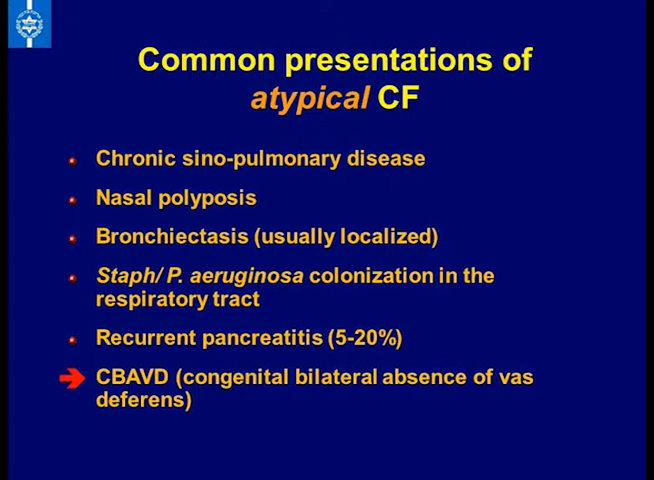 Common presentations of
atypical CF
Chronic sino-pulmonary disease
Nasal polyposis
Bronchiectasis (usually localized)
Staph/ P. aeruginosa colonization in the
respiratory tract
Recurrent pancreatitis (5-20%)
CBAVD (congenital bilateral absence of vas
deferens)